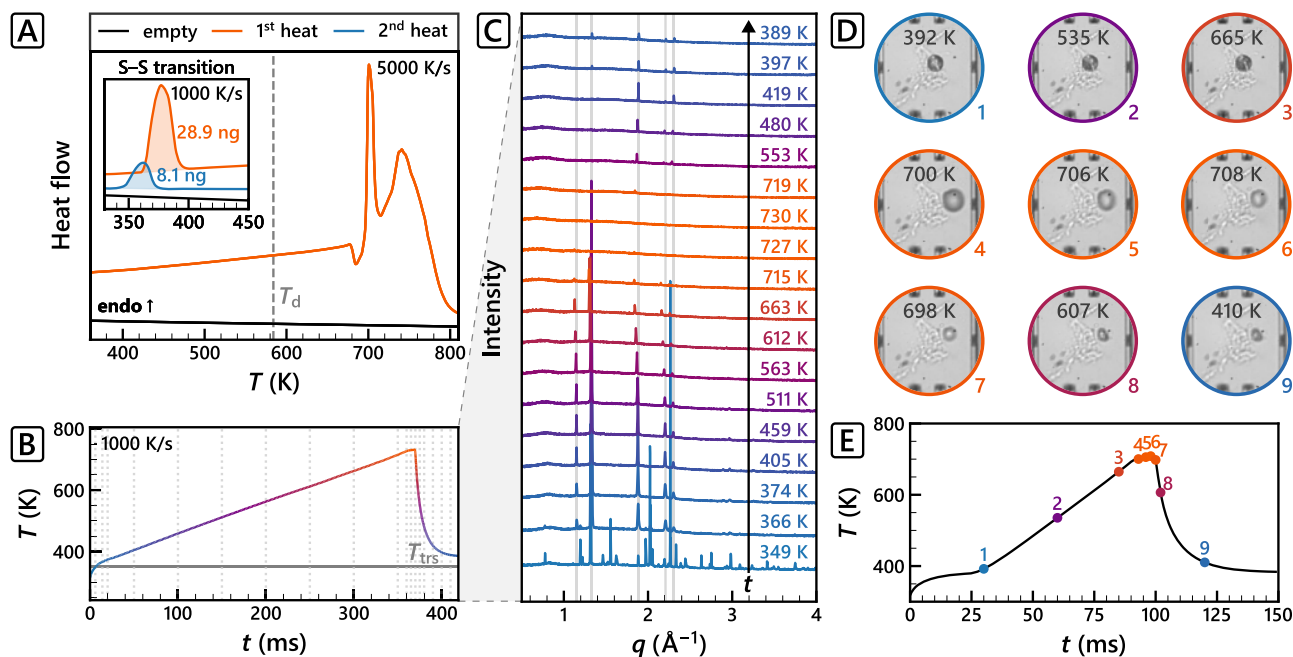 A
empty
1st heat
2nd heat
S–S transition
1000 K/s
28.9 ng
8.1 ng
350 400 450
5000 K/s
Td
endo ↑
Heat flow
400 500 600 700 800
T (K)
B
1000 K/s
800
600
400
Ttrs
T (K)
0 100 200 300 400
t (ms)
C
389 K
397 K
419 K
480 K
553 K
719 K
730 K
727 K
715 K
663 K
612 K
563 K
511 K
459 K
405 K
374 K
366 K
349 K
t
Intensity
1 2 3 4
q (Å−1)
D
392 K 535 K 665 K
1 2 3
700 K 706 K 708 K
4 5 6
698 K 607 K 410 K
7 8 9
E
800
600
400
T (K)
1
2
3
4
5
6
7
8
9
0 25 50 75 100 125 150
t (ms)